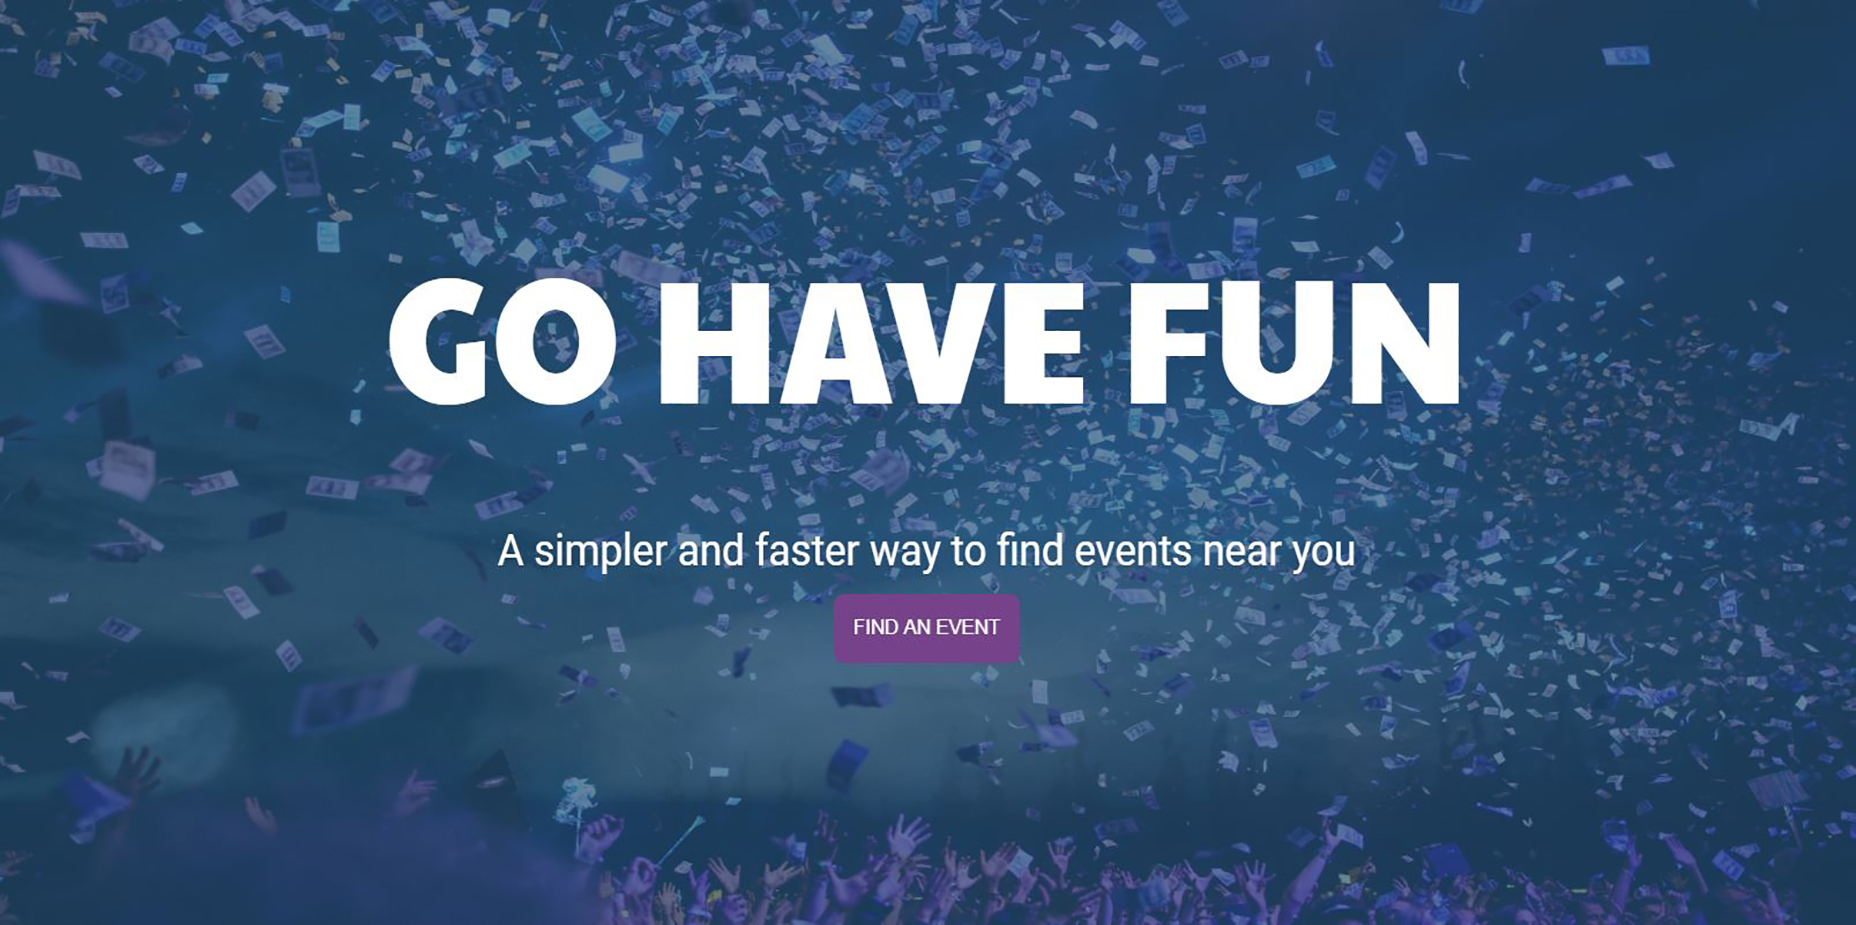 GO HAVE FUN
A simpler and faster way to find events near you
FIND AN EVENT